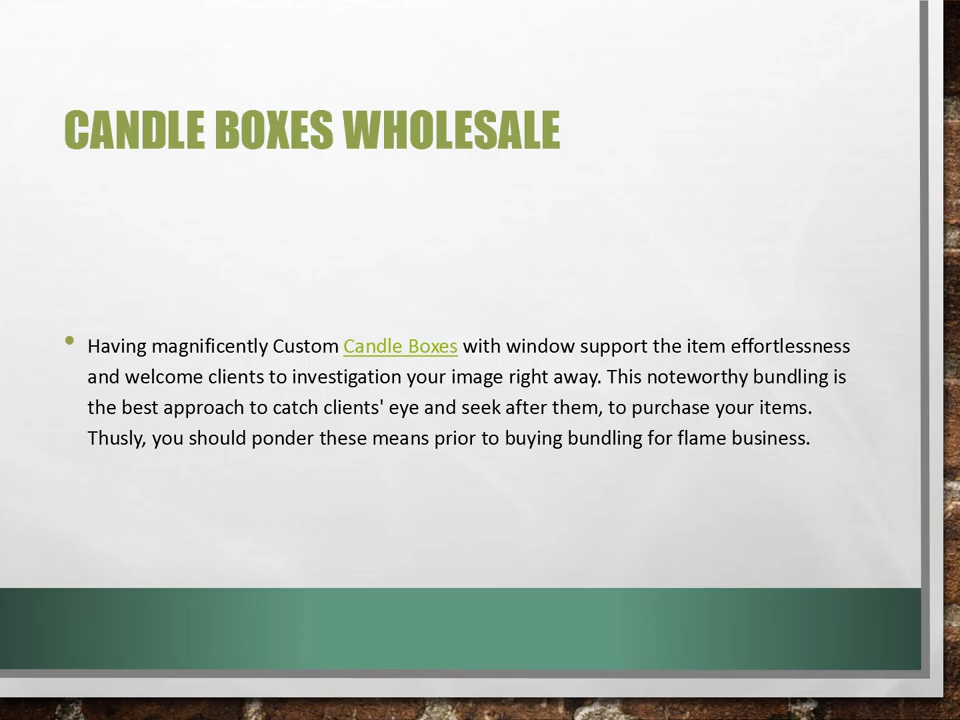 CANDLE BOXES WHOLESALE
• Having magnificently Custom Candle Boxes with window support the item effortlessness
and welcome clients to investigation your image right away. This noteworthy bundling is
the best approach to catch clients' eye and seek after them, to purchase your items.
Thusly, you should ponder these means prior to buying bundling for flame business.